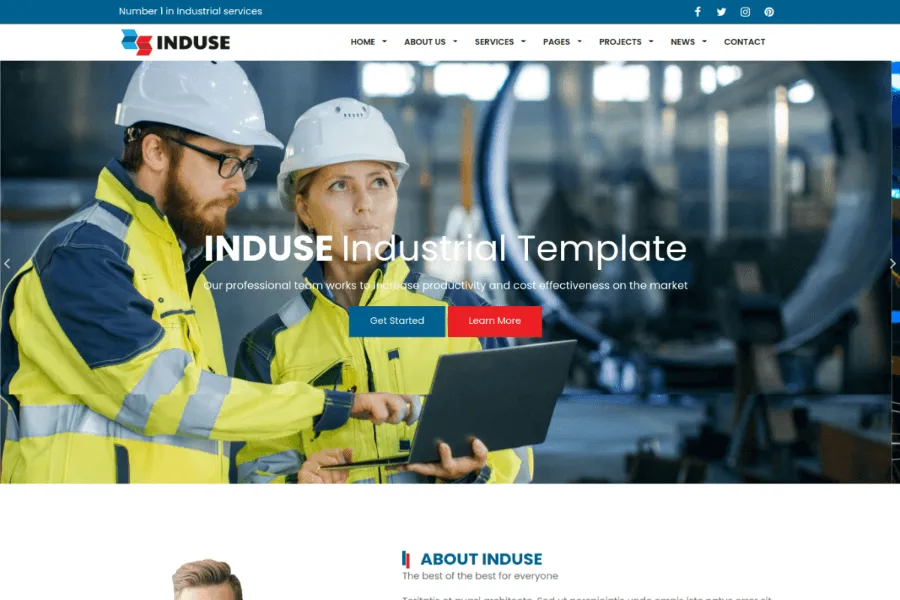 Number 1 in Industrial services
INDUSE
HOME ABOUT US SERVICES PAGES PROJECTS NEWS CONTACT
INDUSE Industrial Template
Our professional team works to increase productivity and cost effectiveness on the market
Get Started Learn More
ABOUT INDUSE
The best of the best for everyone